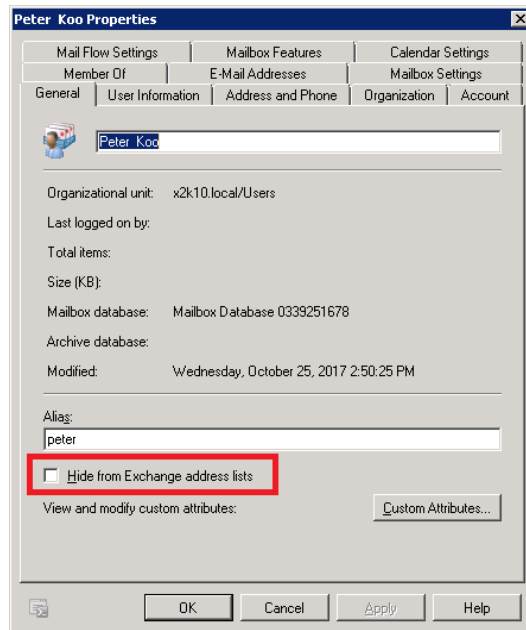 Peter Koo Properties
Mail Flow Settings Mailbox Features Calendar Settings
Member Of E-Mail Addresses Mailbox Settings
General User Information Address and Phone Organization Account
Peter Koo
Organizational unit: x2k10.local/Users
Last logged on by:
Total items:
Size (KB):
Mailbox database: Mailbox Database 0339251678
Archive database:
Modified: Wednesday, October 25, 2017 2:50:25 PM
Alias:
peter
Hide from Exchange address lists
View and modify custom attributes: Custom Attributes...
OK Cancel Apply Help